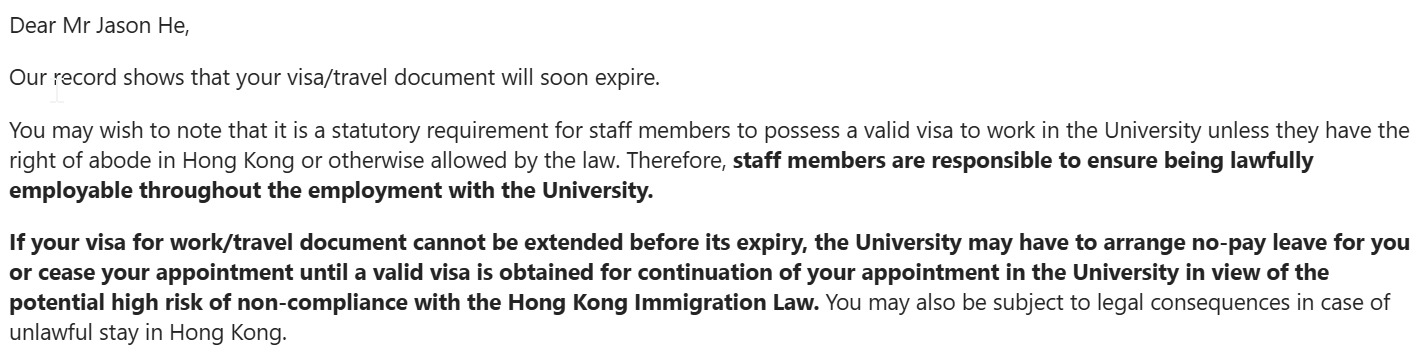 Dear Mr Jason He,
Our record shows that your visa/travel document will soon expire.
You may wish to note that it is a statutory requirement for staff members to possess a valid visa to work in the University unless they have the
right of abode in Hong Kong or otherwise allowed by the law. Therefore, staff members are responsible to ensure being lawfully
employable throughout the employment with the University.
If your visa for work/travel document cannot be extended before its expiry, the University may have to arrange no-pay leave for you
or cease your appointment until a valid visa is obtained for continuation of your appointment in the University in view of the
potential high risk of non-compliance with the Hong Kong Immigration Law. You may also be subject to legal consequences in case of
unlawful stay in Hong Kong.